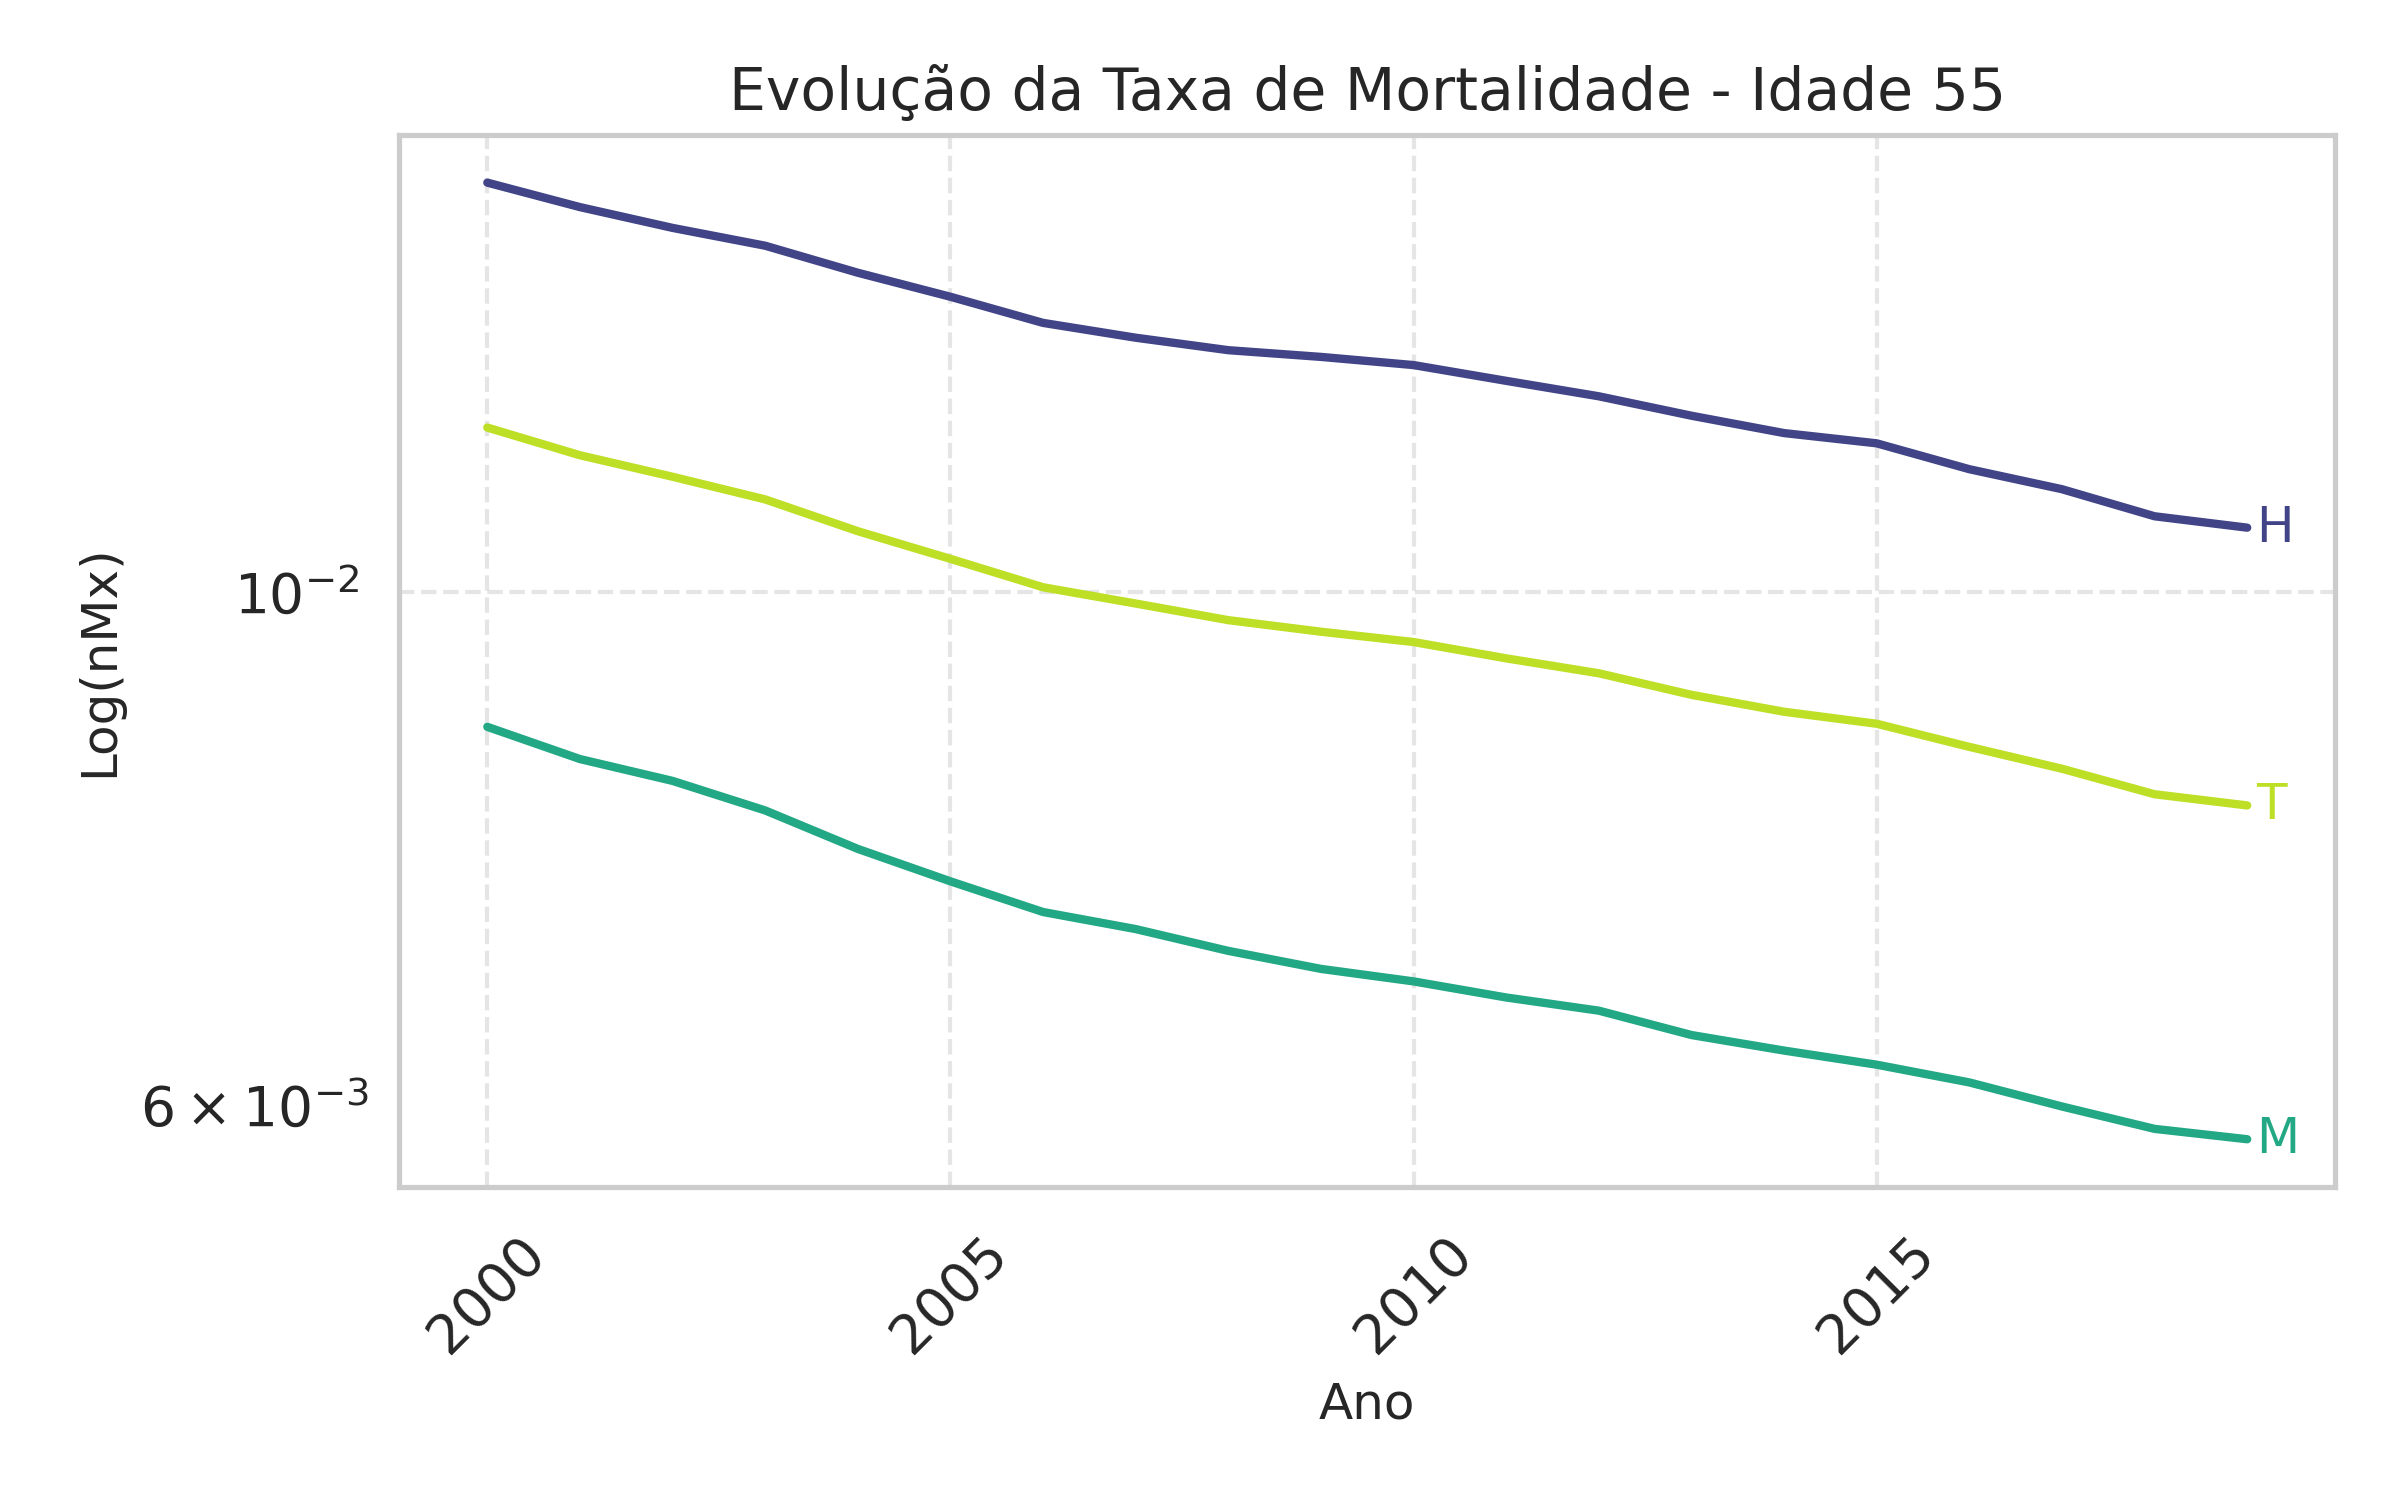 Evolução da Taxa de Mortalidade - Idade 55
Log(nMx)
10⁻²
6 × 10⁻³
H
T
M
2000
2005
2010
2015
Ano